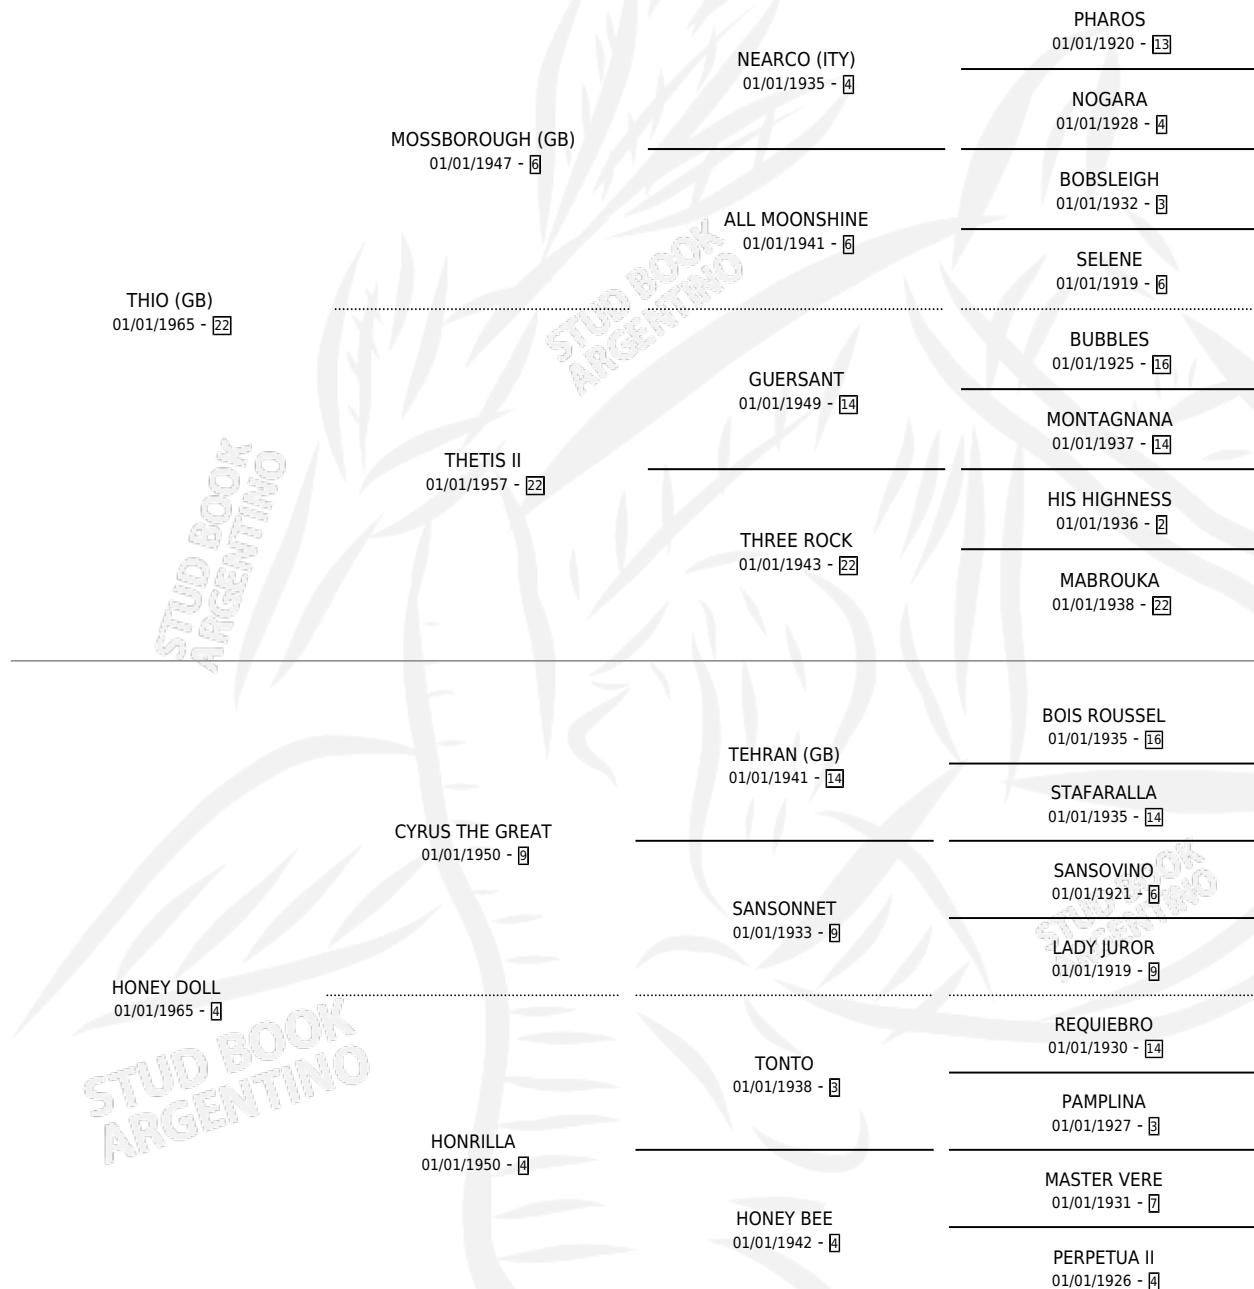 PHAROS
01/01/1920 - 13
NEARCO (ITY)
01/01/1935 - 4
NOGARA
01/01/1928 - 4
MOSSBOROUGH (GB)
01/01/1947 - 6
BOBSLEIGH
01/01/1932 - 3
ALL MOONSHINE
01/01/1941 - 6
SELENE
01/01/1919 - 6
THIO (GB)
01/01/1965 - 22
STUD BOOK
ARGENTINO
BUBBLES
01/01/1925 - 16
GUERSANT
01/01/1949 - 14
MONTAGNANA
01/01/1937 - 14
THETIS II
01/01/1957 - 22
HIS HIGHNESS
01/01/1936 - 2
THREE ROCK
01/01/1943 - 22
MABROUKA
01/01/1938 - 22
STUD BOOK
ARGENTINO
BOIS ROUSSEL
01/01/1935 - 16
TEHRAN (GB)
01/01/1941 - 14
STAFARALLA
01/01/1935 - 14
CYRUS THE GREAT
01/01/1950 - 9
SANSOVINO
01/01/1921 - 6
SANSONNET
01/01/1933 - 9
STUD BOOK
ARGENTINO
LADY JUROR
01/01/1919 - 9
HONEY DOLL
01/01/1965 - 4
STUD BOOK
ARGENTINO
REQUIEBRO
01/01/1930 - 14
TONTO
01/01/1938 - 3
PAMPLINA
01/01/1927 - 3
HONRILLA
01/01/1950 - 4
MASTER VERE
01/01/1931 - 7
HONEY BEE
01/01/1942 - 4
PERPETUA II
01/01/1926 - 4